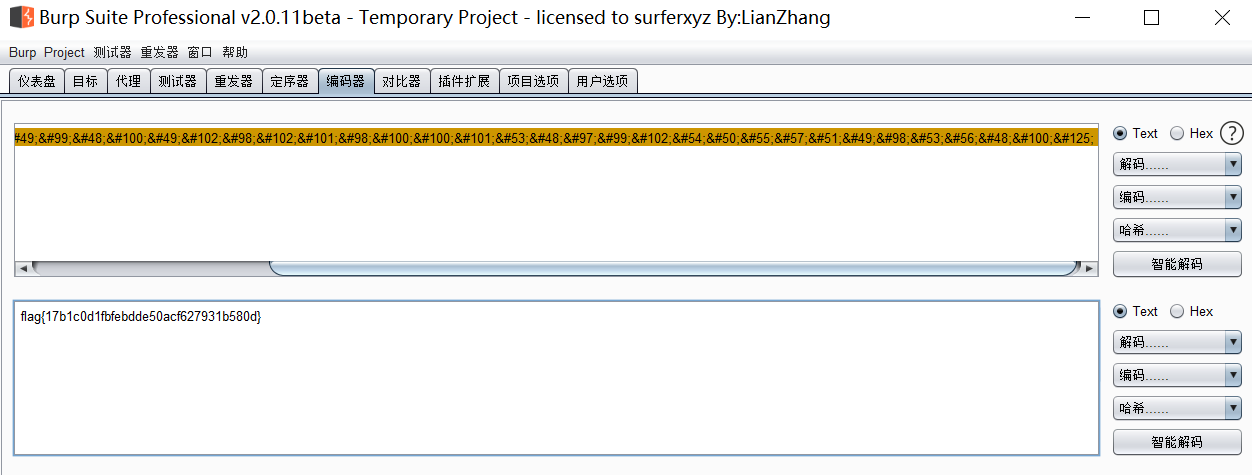 Burp Suite Professional v2.0.11beta - Temporary Project - licensed to surferxyz By:LianZhang
Burp Project 测试器 重发器 窗口 帮助
仪表盘 目标 代理 测试器 重发器 定序器 编码器 对比器 插件扩展 项目选项 用户选项
#49;&#99;&#48;&#100;&#49;&#102;&#98;&#102;&#101;&#98;&#100;&#100;&#101;&#53;&#48;&#97;&#99;&#102;&#54;&#50;&#55;&#57;&#51;&#49;&#98;&#53;&#56;&#48;&#100;&#125;
Text Hex ?
解码......
编码......
哈希......
智能解码
flag{17b1c0d1fbfebdde50acf627931b580d}
Text Hex
解码......
编码......
哈希......
智能解码